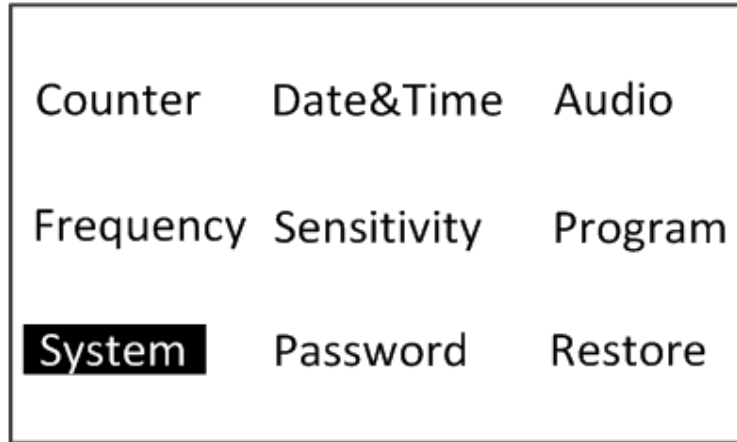 Counter Date&Time Audio
Frequency Sensitivity Program
System Password Restore